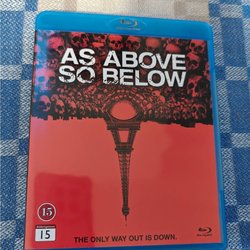 AS ABOVE
SO BELOW
THE ONLY WAY OUT IS DOWN.
15
15